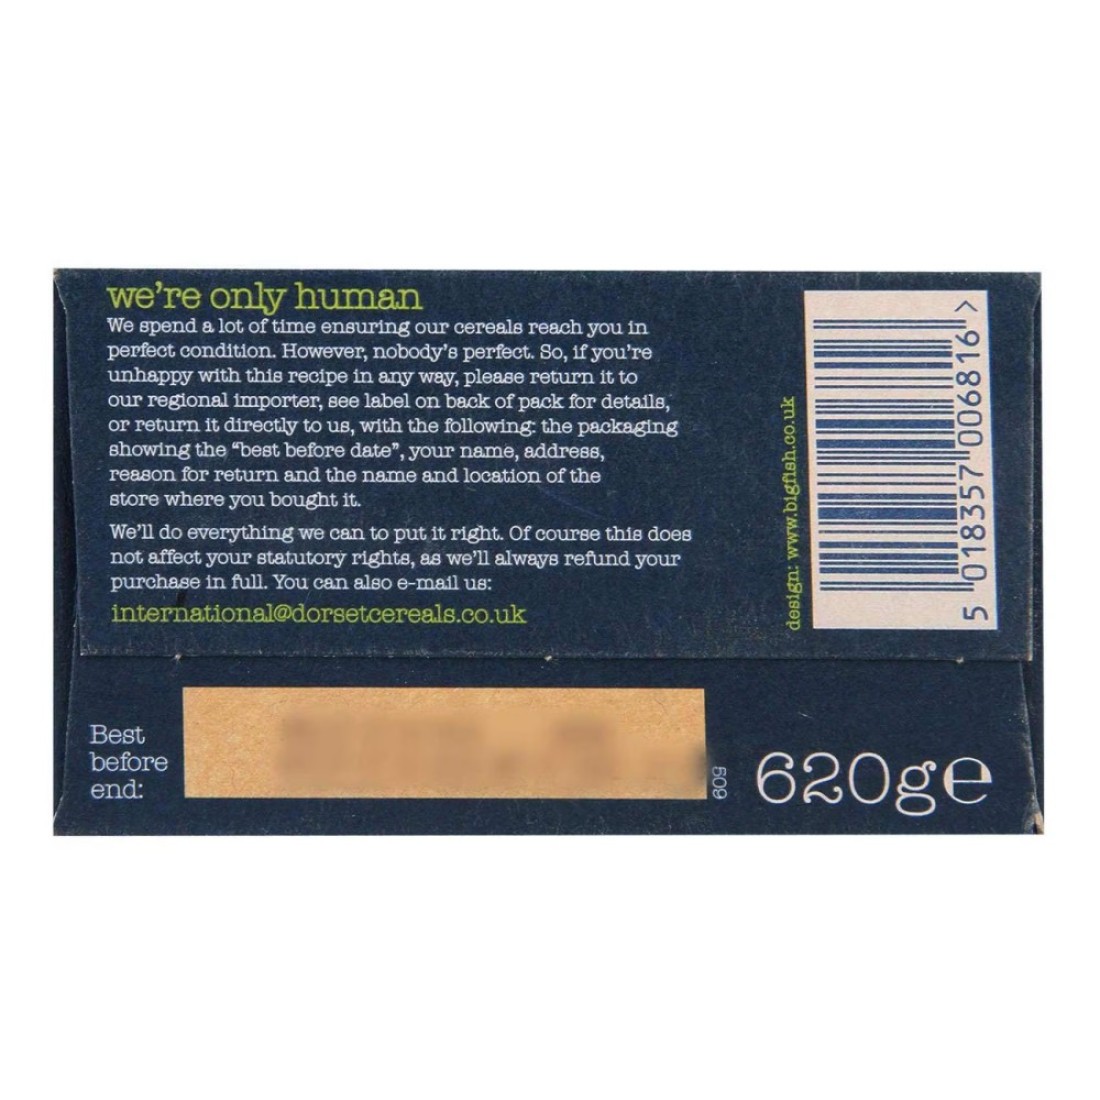 we're only human
We spend a lot of time ensuring our cereals reach you in
perfect condition. However, nobody's perfect. So, if you're
unhappy with this recipe in any way, please return it to
our regional importer, see label on back of pack for details,
or return it directly to us, with the following: the packaging
showing the "best before date", your name, address,
reason for return and the name and location of the
store where you bought it.
We'll do everything we can to put it right. Of course this does
not affect your statutory rights, as we'll always refund your
purchase in full. You can also e-mail us:
international@dorsetcereals.co.uk
design: www.bigfish.co.uk
5 018357 006816 >
Best
before
end:
609
620g℮